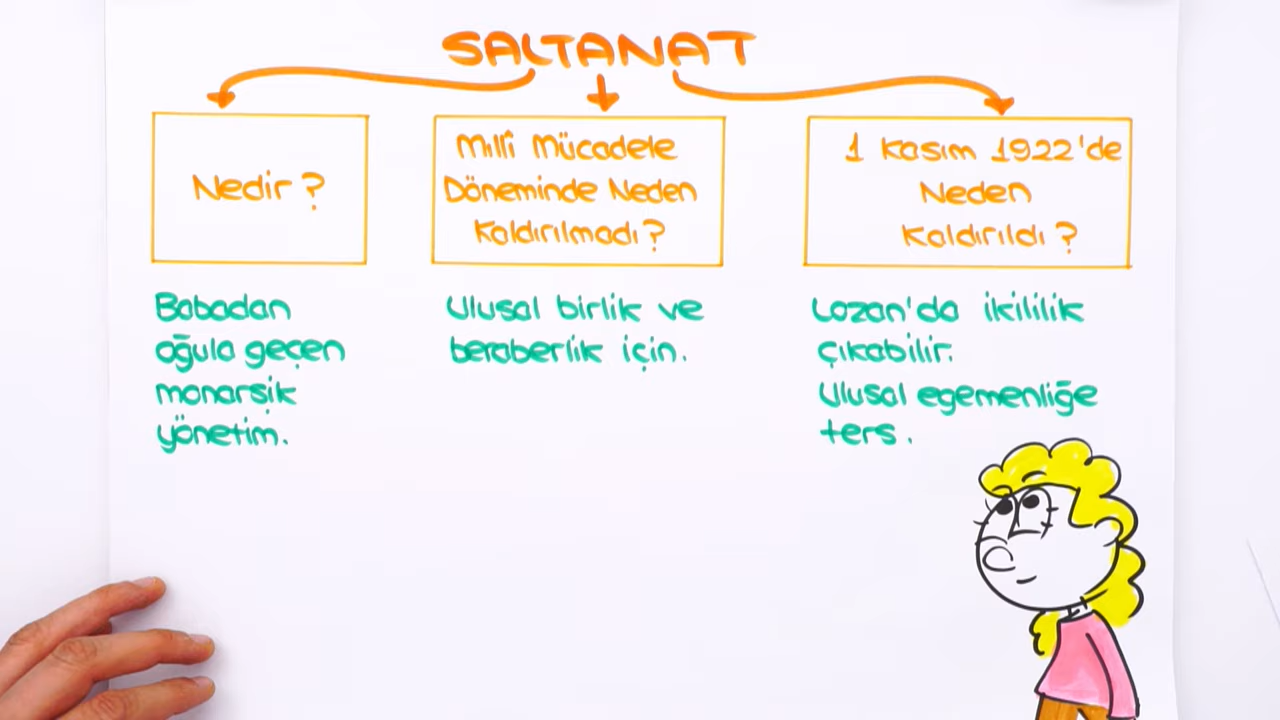 SALTANAT
Nedir?
Millî Mücadele
Döneminde Neden
Kaldırılmadı?
1 Kasım 1922'de
Neden
Kaldırıldı?
Babadan
oğula geçen
monarşik
yönetim.
Ulusal birlik ve
beraberlik için.
Lozan'da ikililik
çıkabilir.
Ulusal egemenliğe
ters.